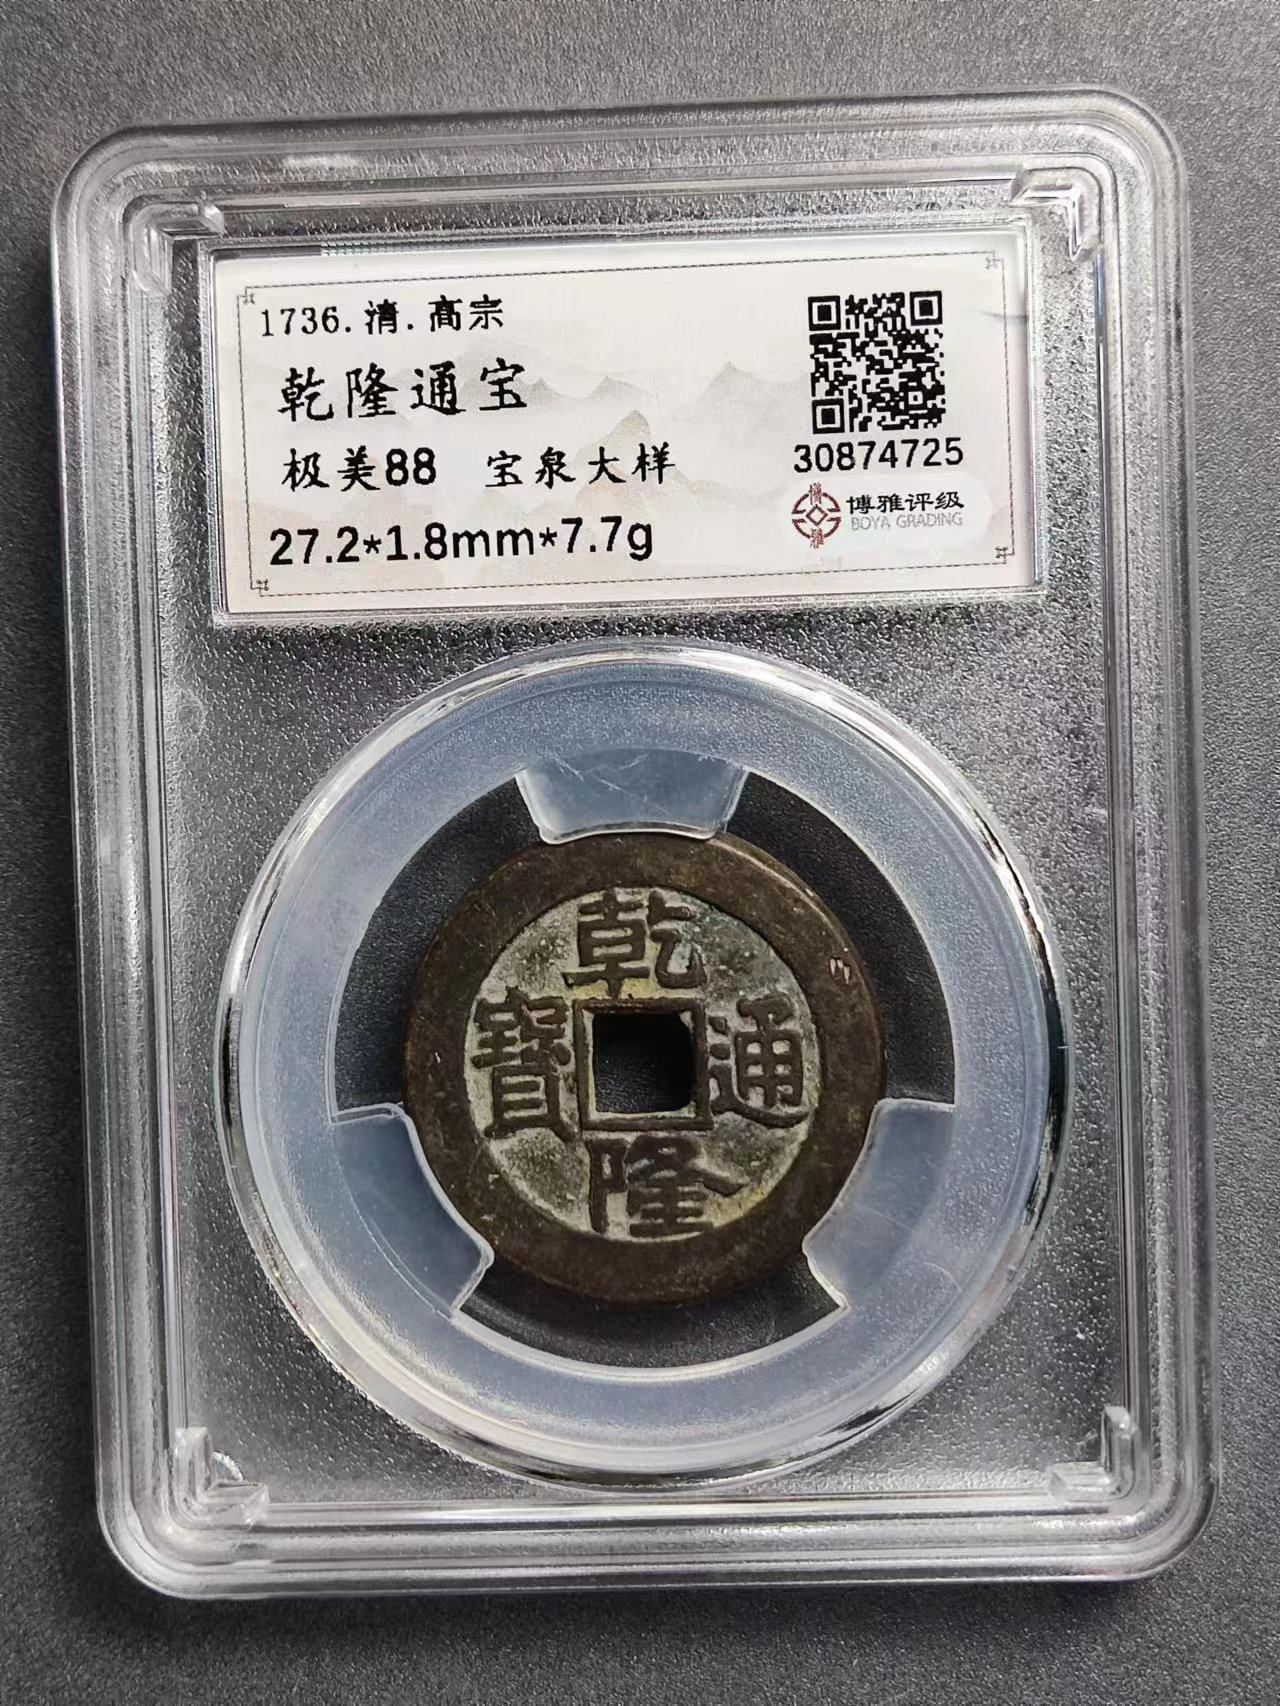 1736.清.高宗
乾隆通宝
极美88 宝泉大样
27.2*1.8mm*7.7g
30874725
博雅评级
BOYA GRADING
乾隆通寶